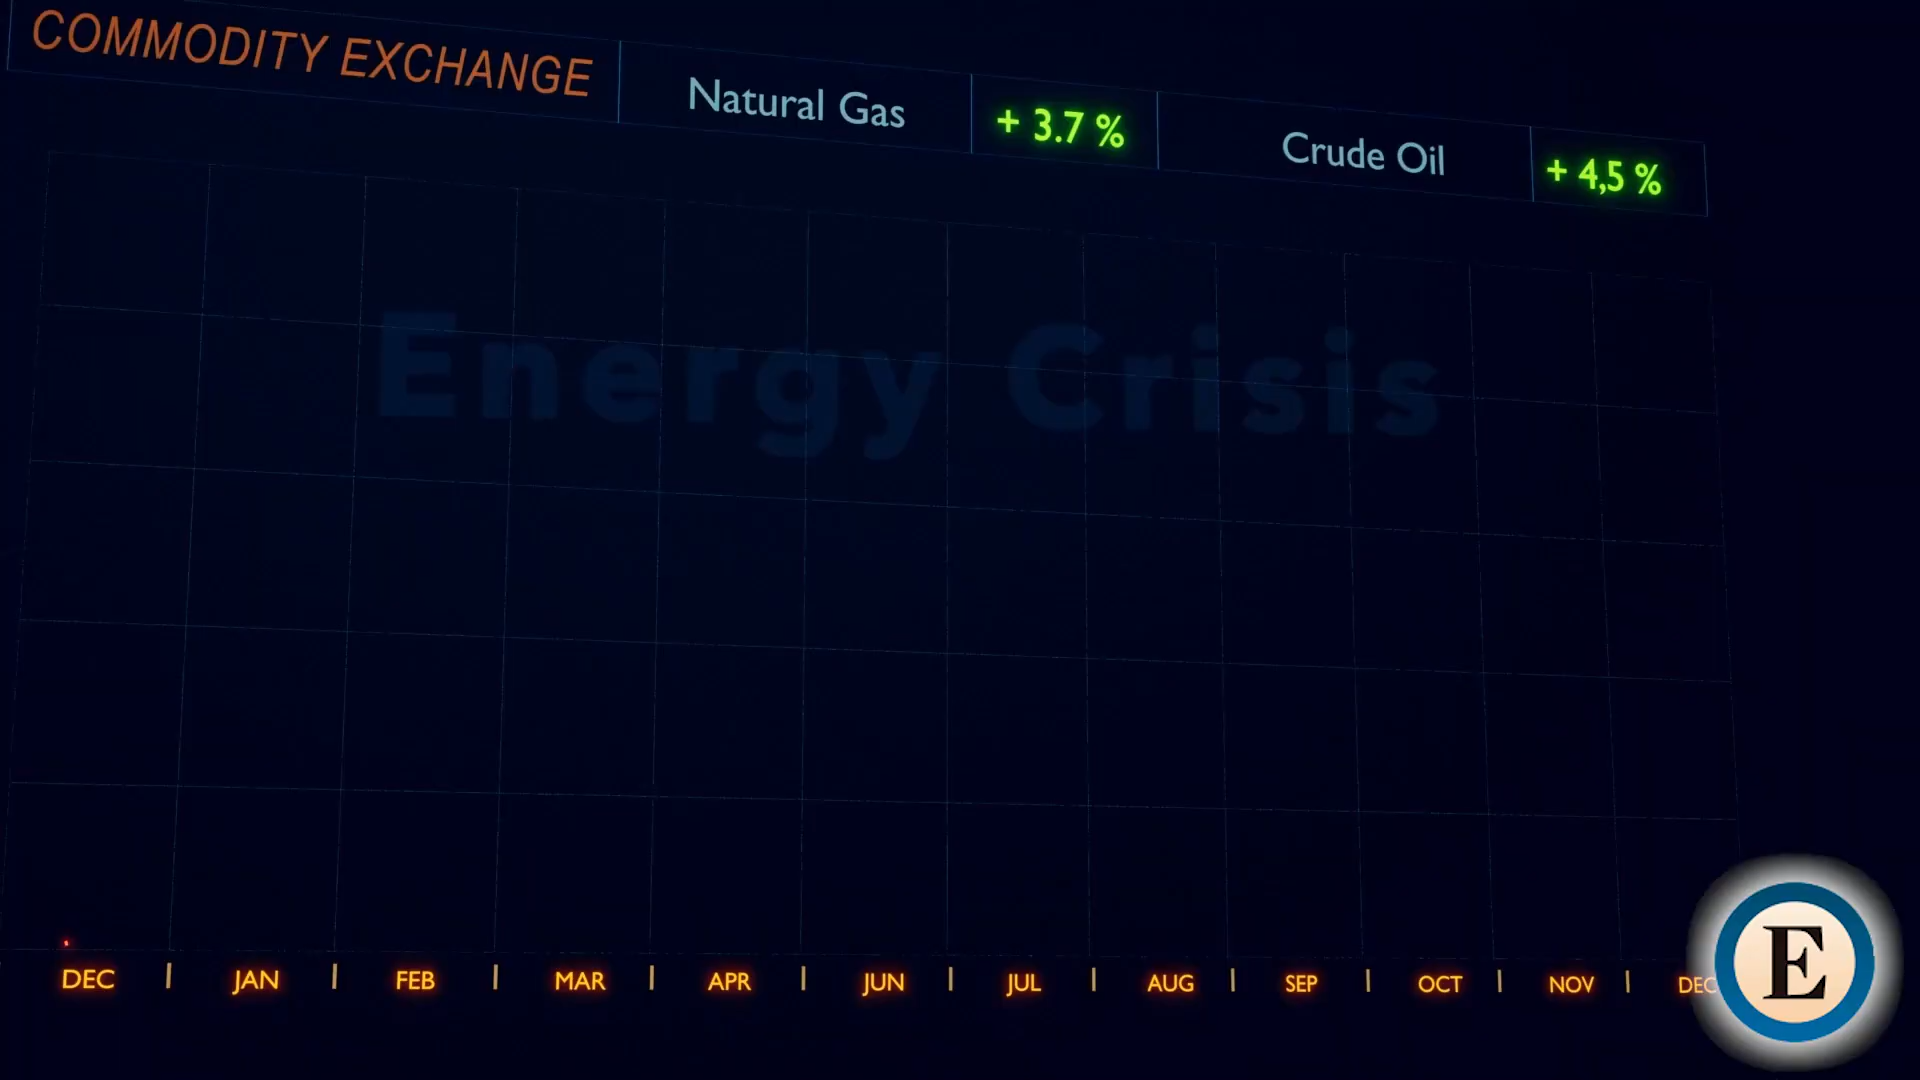 COMMODITY EXCHANGE
Natural Gas
+ 3.7 %
Crude Oil
+ 4,5 %
Energy Crisis
DEC | JAN | FEB | MAR | APR | JUN | JUL | AUG | SEP | OCT | NOV | DEC
E